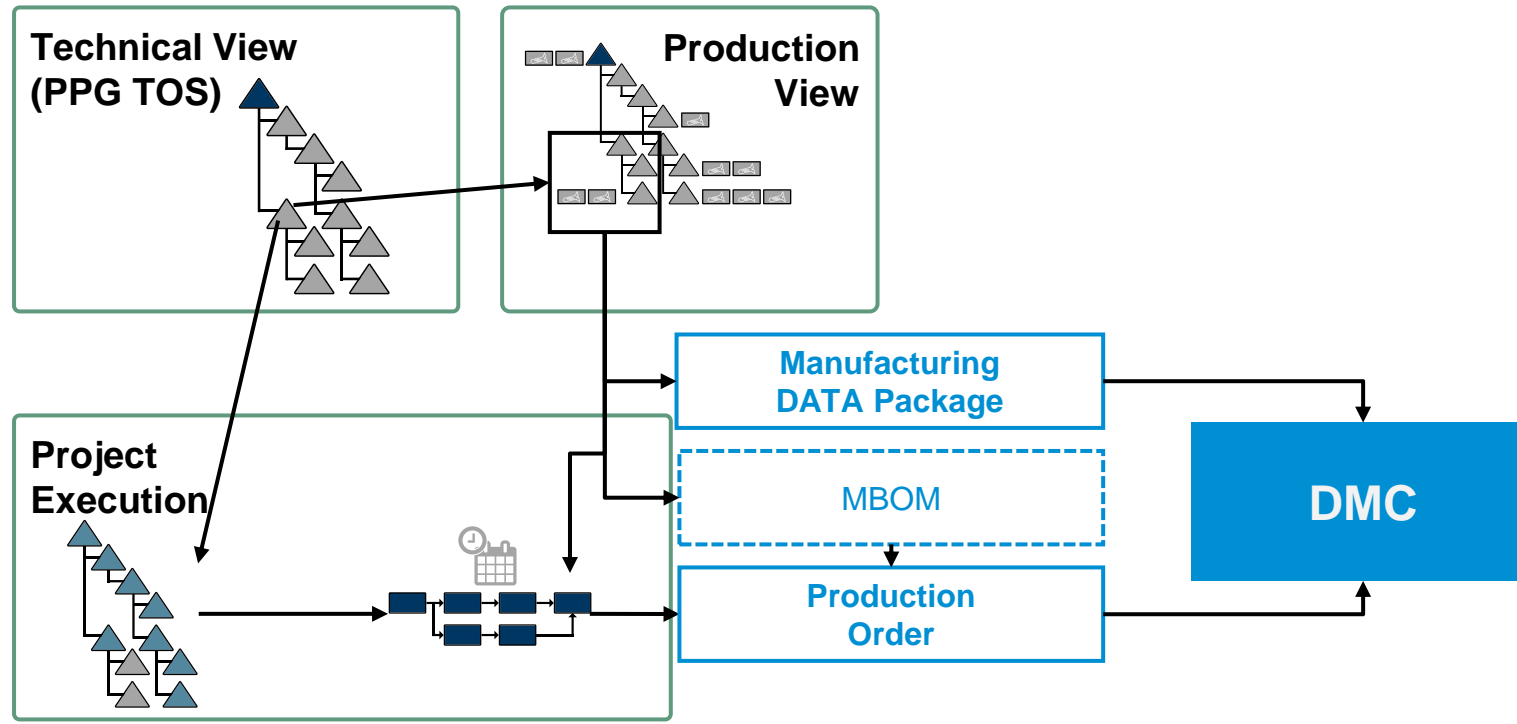 Technical View
(PPG TOS)
Production
View
Manufacturing
DATA Package
Project
Execution
MBOM
DMC
Production
Order